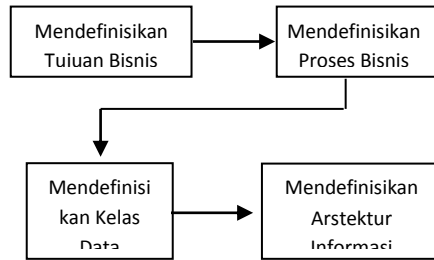 Mendefinisikan
Tuiuan Bisnis
Mendefinisikan
Proses Bisnis
Mendefinisi
kan Kelas
Data
Mendefinisikan
Arstektur
Informasi